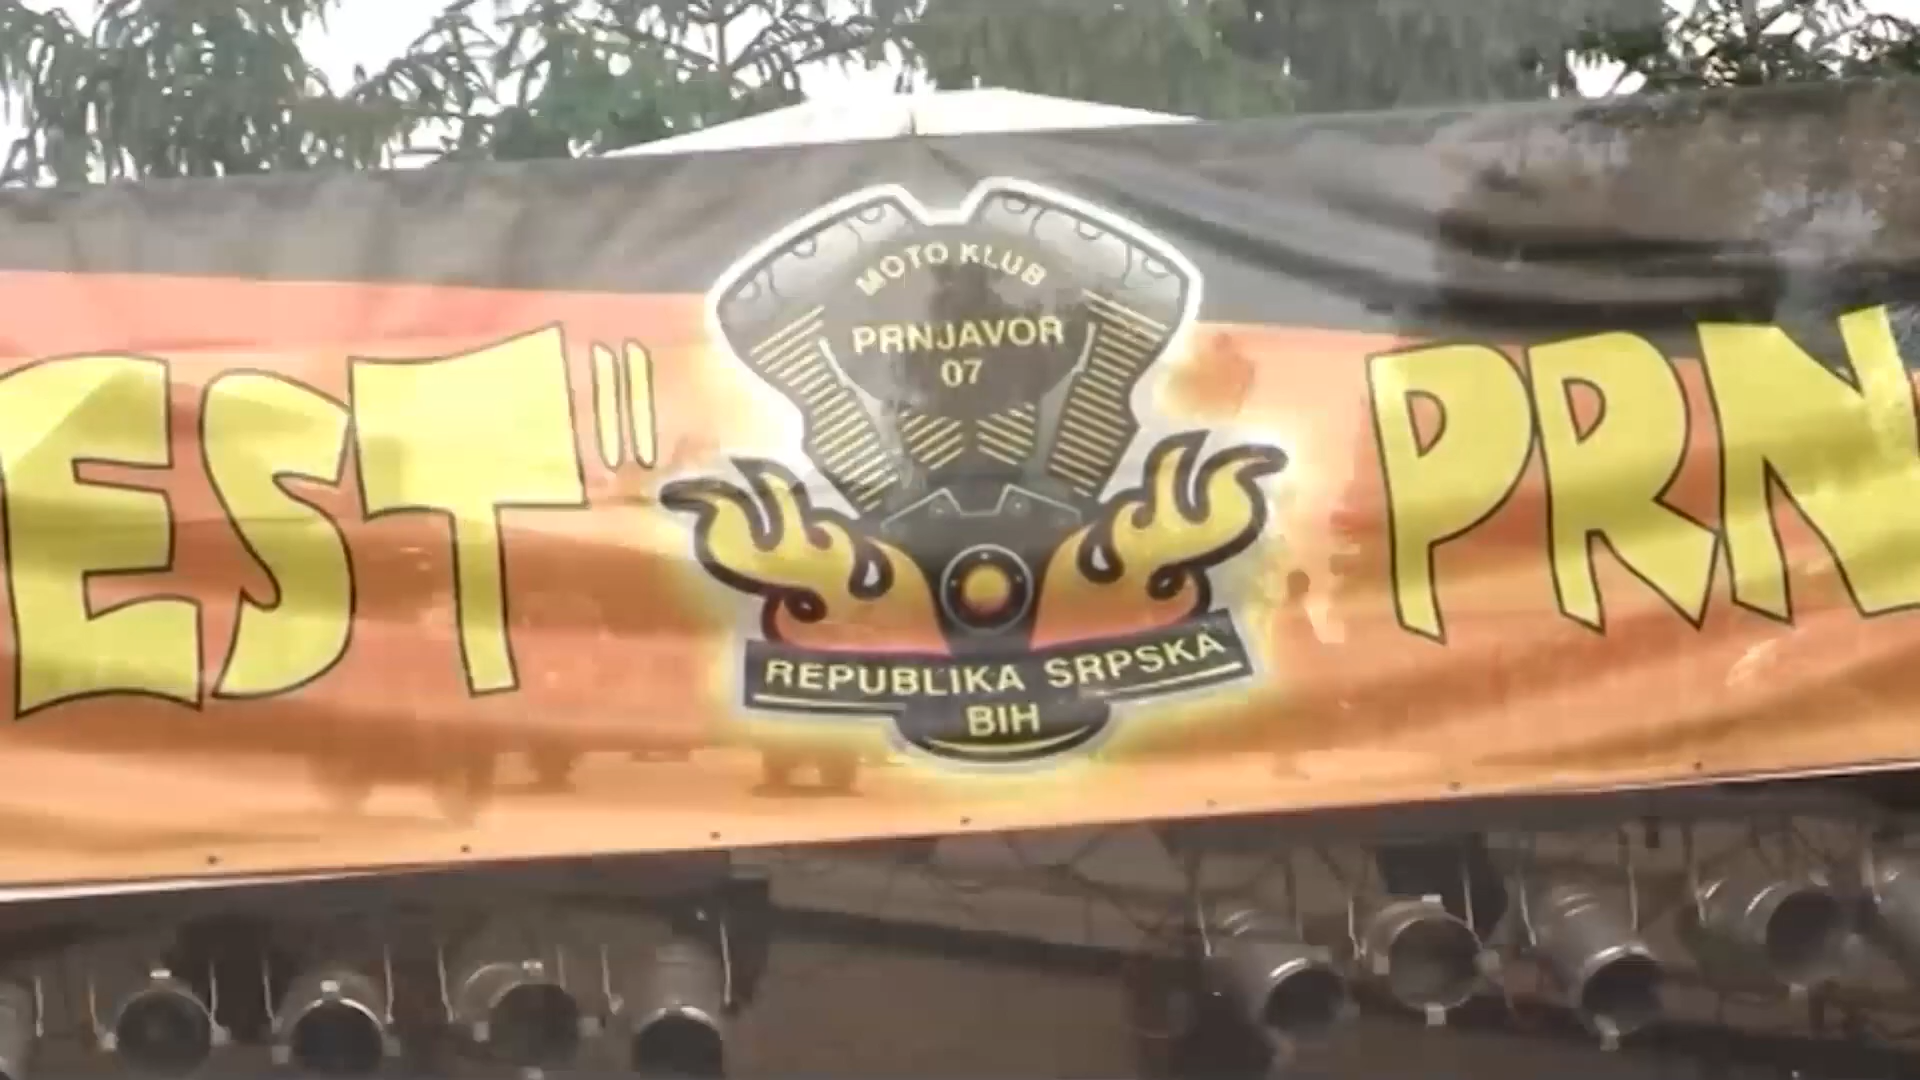 EST"
MOTO KLUB
PRNJAVOR
07
REPUBLIKA SRPSKA
BIH
PRN